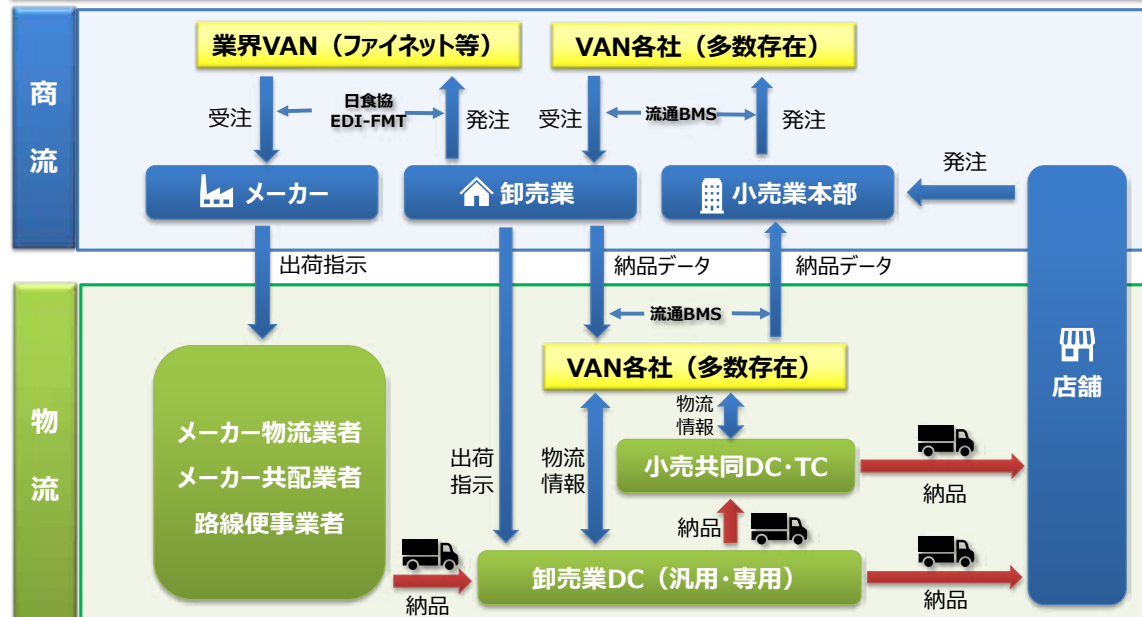 商流
業界VAN（ファイネット等）
VAN各社（多数存在）
受注
日食協
EDI-FMT
発注
受注
流通BMS
発注
メーカー
卸売業
小売業本部
発注
出荷指示
納品データ
納品データ
物流
流通BMS
VAN各社（多数存在）
店舗
メーカー物流業者
メーカー共配業者
路線便事業者
出荷
指示
物流
情報
物流
情報
小売共同DC・TC
納品
納品
納品
卸売業DC（汎用・専用）
納品